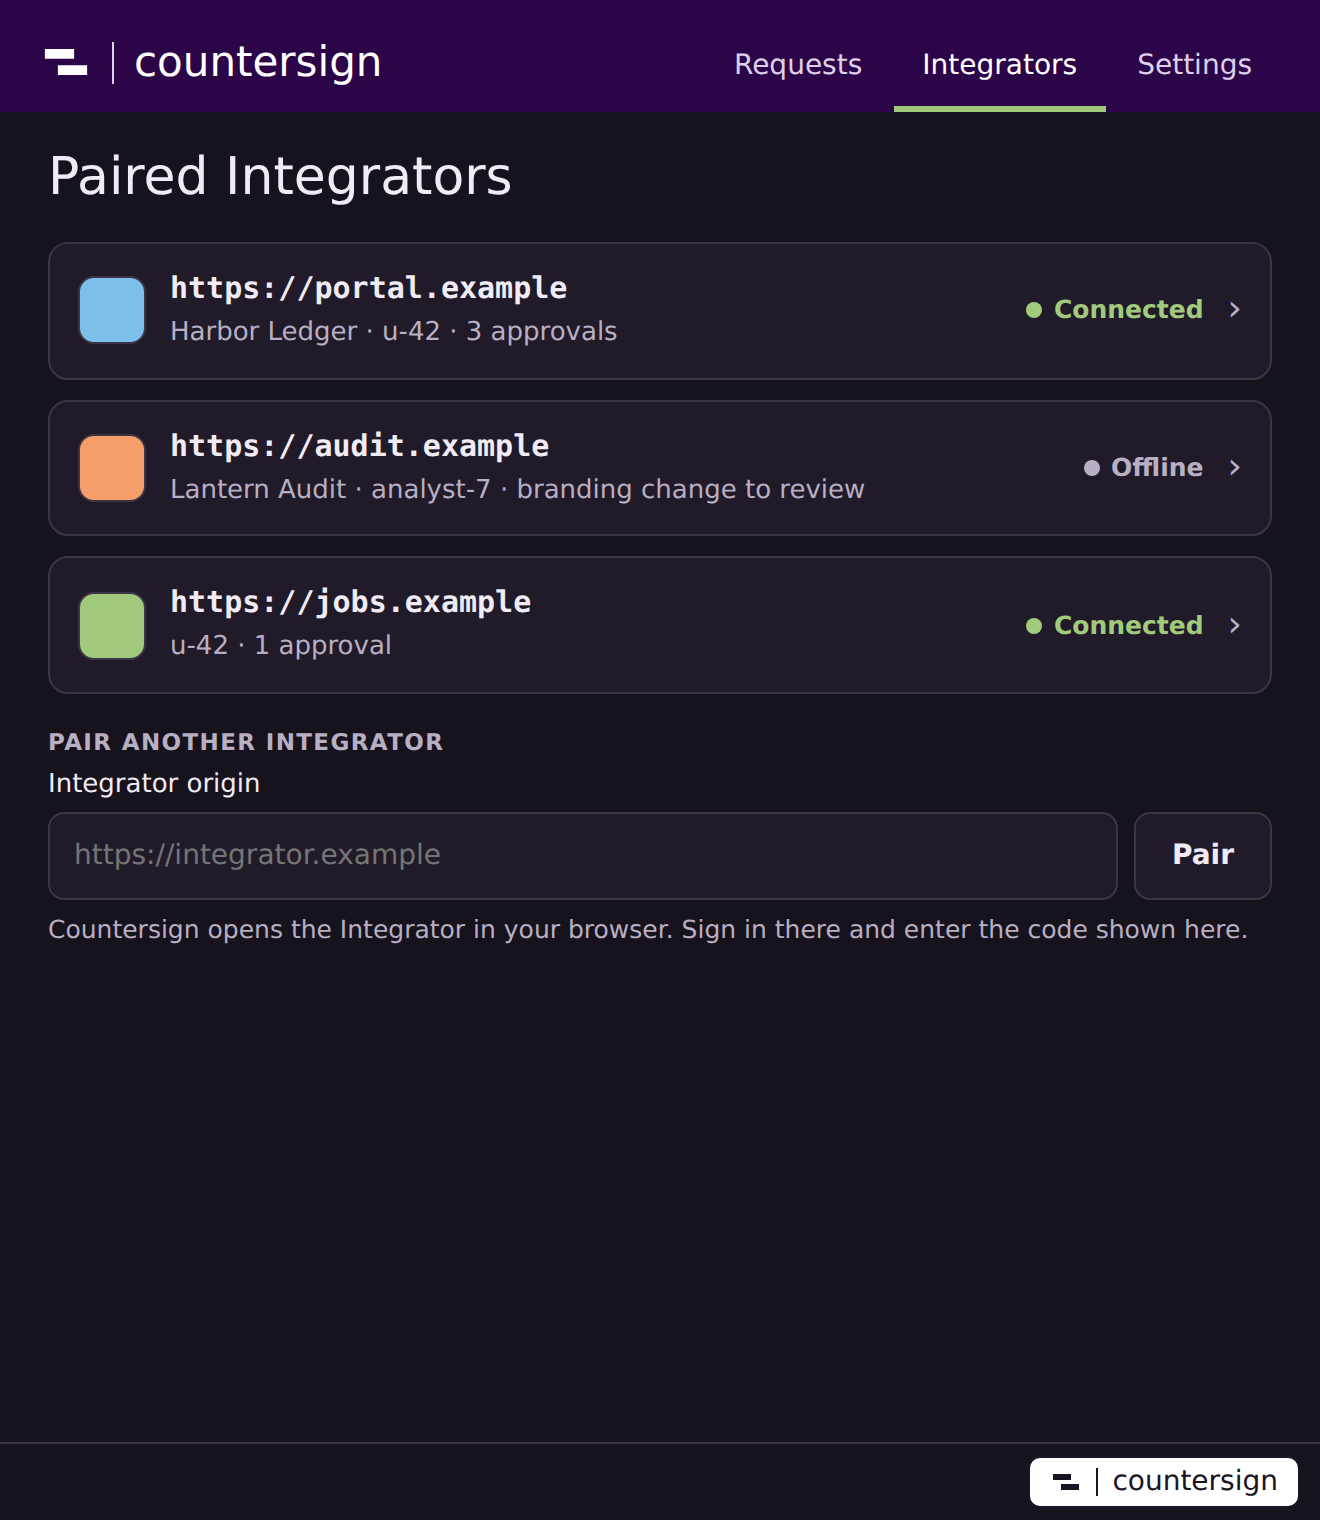 countersign
Requests
Integrators
Settings
Paired Integrators
https://portal.example
Harbor Ledger · u-42 · 3 approvals
Connected
https://audit.example
Lantern Audit · analyst-7 · branding change to review
Offline
https://jobs.example
u-42 · 1 approval
Connected
PAIR ANOTHER INTEGRATOR
Integrator origin
https://integrator.example
Pair
Countersign opens the Integrator in your browser. Sign in there and enter the code shown here.
countersign